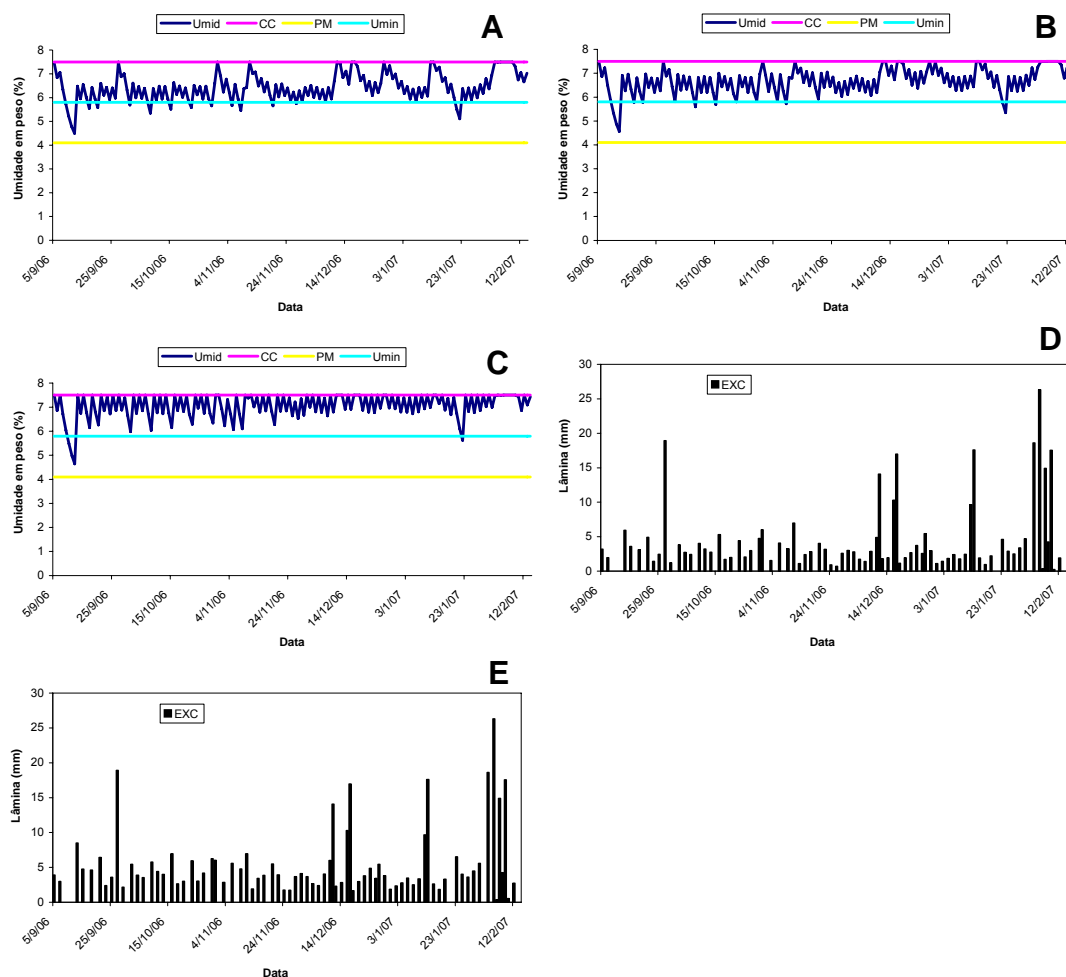 Umid CC PM Umin
A
Umidade em peso (%)
8
7
6
5
4
3
2
1
0
5/9/06 25/9/06 15/10/06 4/11/06 24/11/06 14/12/06 3/1/07 23/1/07 12/2/07
Data
Umid CC PM Umin
B
Umidade em peso (%)
8
7
6
5
4
3
2
1
0
5/9/06 25/9/06 15/10/06 4/11/06 24/11/06 14/12/06 3/1/07 23/1/07 12/2/07
Data
Umid CC PM Umin
C
Umidade em peso (%)
8
7
6
5
4
3
2
1
0
5/9/06 25/9/06 15/10/06 4/11/06 24/11/06 14/12/06 3/1/07 23/1/07 12/2/07
Data
D
EXC
Lâmina (mm)
30
25
20
15
10
5
0
5/9/06 25/9/06 15/10/06 4/11/06 24/11/06 14/12/06 3/1/07 23/1/07 12/2/07
Data
E
EXC
Lâmina (mm)
30
25
20
15
10
5
0
5/9/06 25/9/06 15/10/06 4/11/06 24/11/06 14/12/06 3/1/07 23/1/07 12/2/07
Data